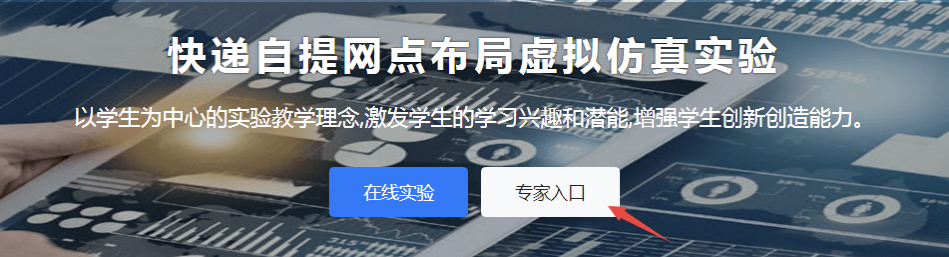 快递自提网点布局虚拟仿真实验
以学生为中心的实验教学理念,激发学生的学习兴趣和潜能,增强学生创新创造能力。
在线实验
专家入口